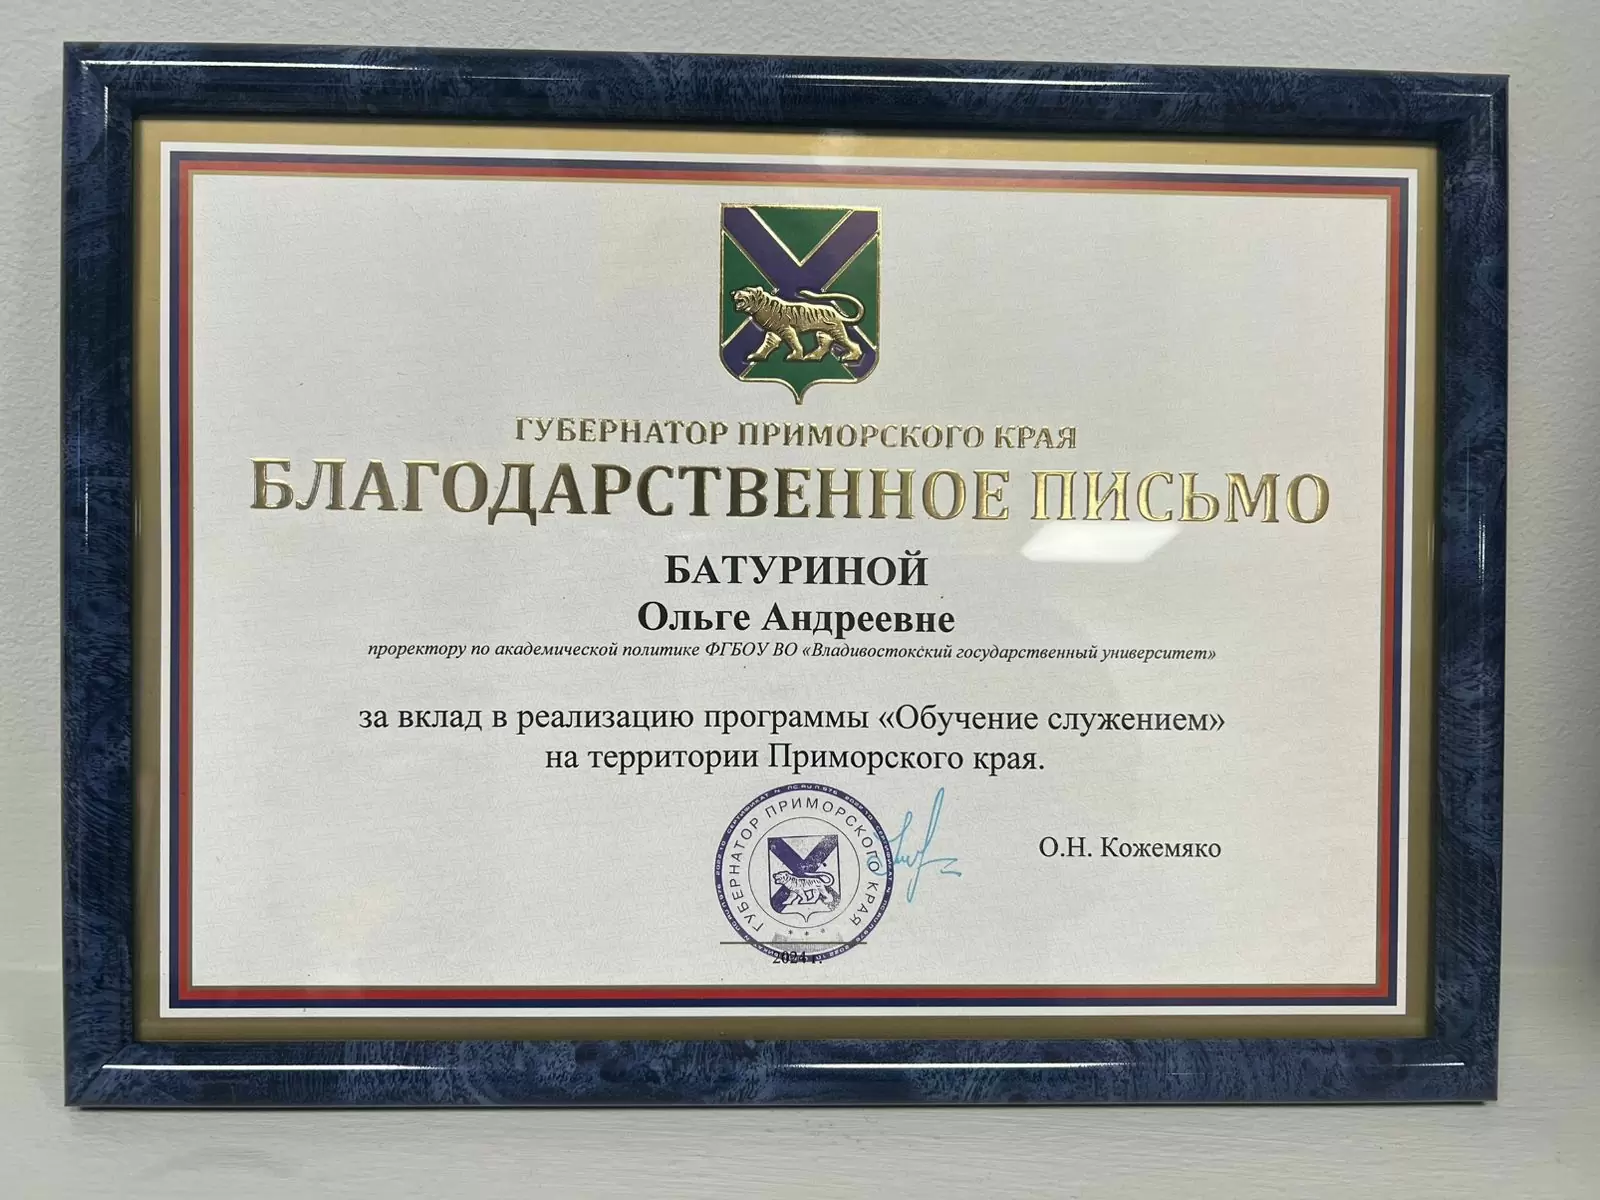 ГУБЕРНАТОР ПРИМОРСКОГО КРАЯ
БЛАГОДАРСТВЕННОЕ ПИСЬМО
БАТУРИНОЙ
Ольге Андреевне
проректору по академической политике ФГБОУ ВО «Владивостокский государственный университет»
за вклад в реализацию программы «Обучение служением»
на территории Приморского края.
ГУБЕРНАТОР ПРИМОРСКОГО КРАЯ
* * *
О.Н. Кожемяко
2024 г.